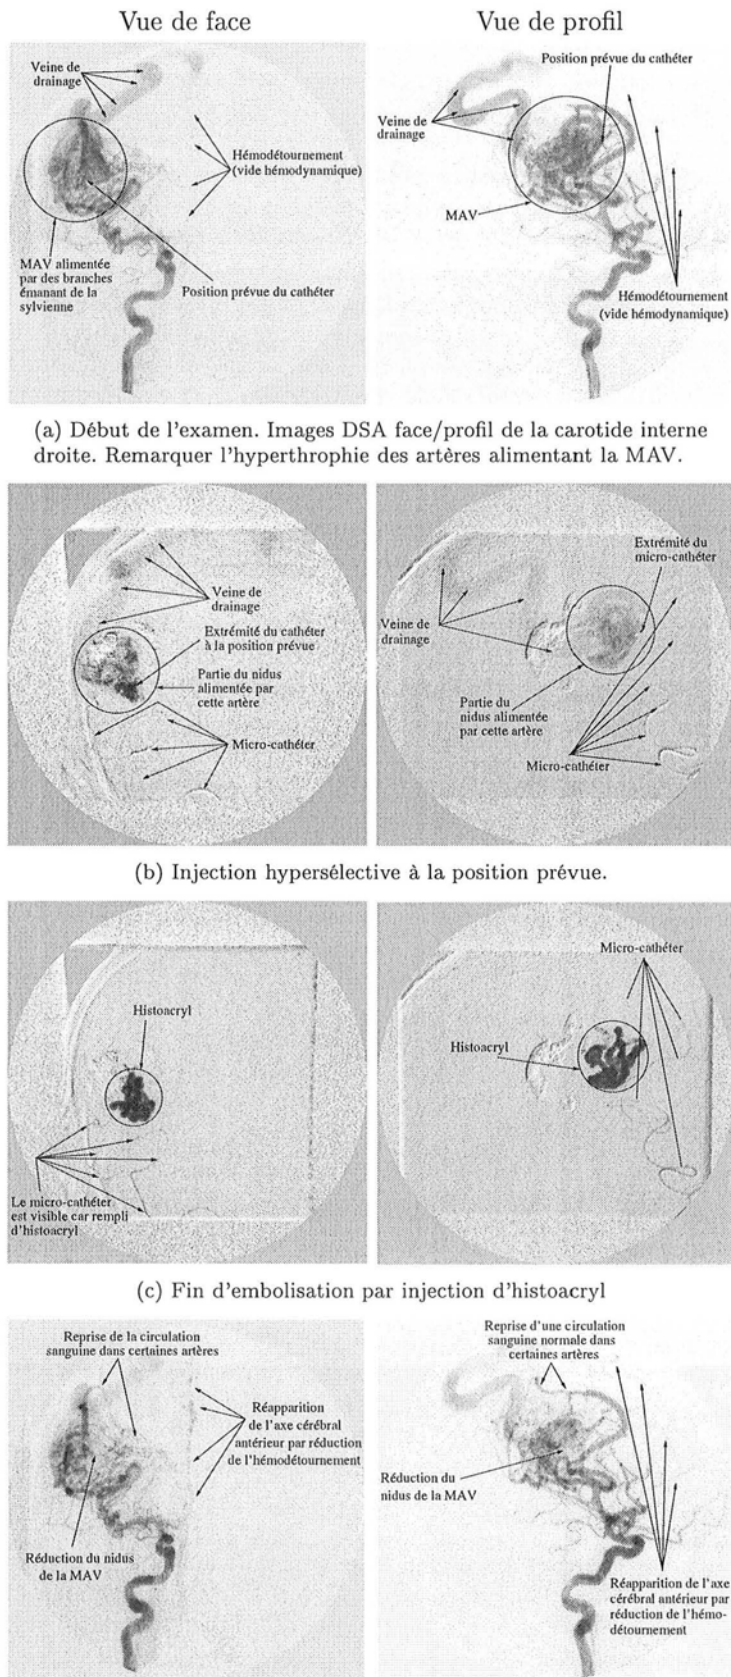 Vue de face
Vue de profil
Veine de
drainage
Hémodétournement
(vide hémodynamique)
MAV alimentée
par des branches
émanant de la
sylvienne
Position prévue du cathéter
Position prévue du cathéter
Veine de
drainage
MAV
Hémodétournement
(vide hémodynamique)
(a) Début de l'examen. Images DSA face/profil de la carotide interne
droite. Remarquer l'hyperthrophie des artères alimentant la MAV.
Veine de
drainage
Extrémité du cathéter
à la position prévue
Partie du nidus
alimentée par
cette artère
Micro-cathéter
Extrémité du
micro-cathéter
Veine de
drainage
Partie du
nidus alimentée
par cette artère
Micro-cathéter
(b) Injection hypersélective à la position prévue.
Histoacryl
Le micro-cathéter
est visible car rempli
d'histoacryl
Micro-cathéter
Histoacryl
(c) Fin d'embolisation par injection d'histoacryl
Reprise de la circulation
sanguine dans certaines artères
Réapparition
de l'axe cérébral
antérieur par réduction
de l'hémodétournement
Réduction du nidus
de la MAV
Reprise d'une circulation
sanguine normale dans
certaines artères
Réduction du
nidus de la MAV
Réapparition de l'axe
cérébral antérieur par
réduction de l'hémo-
détournement